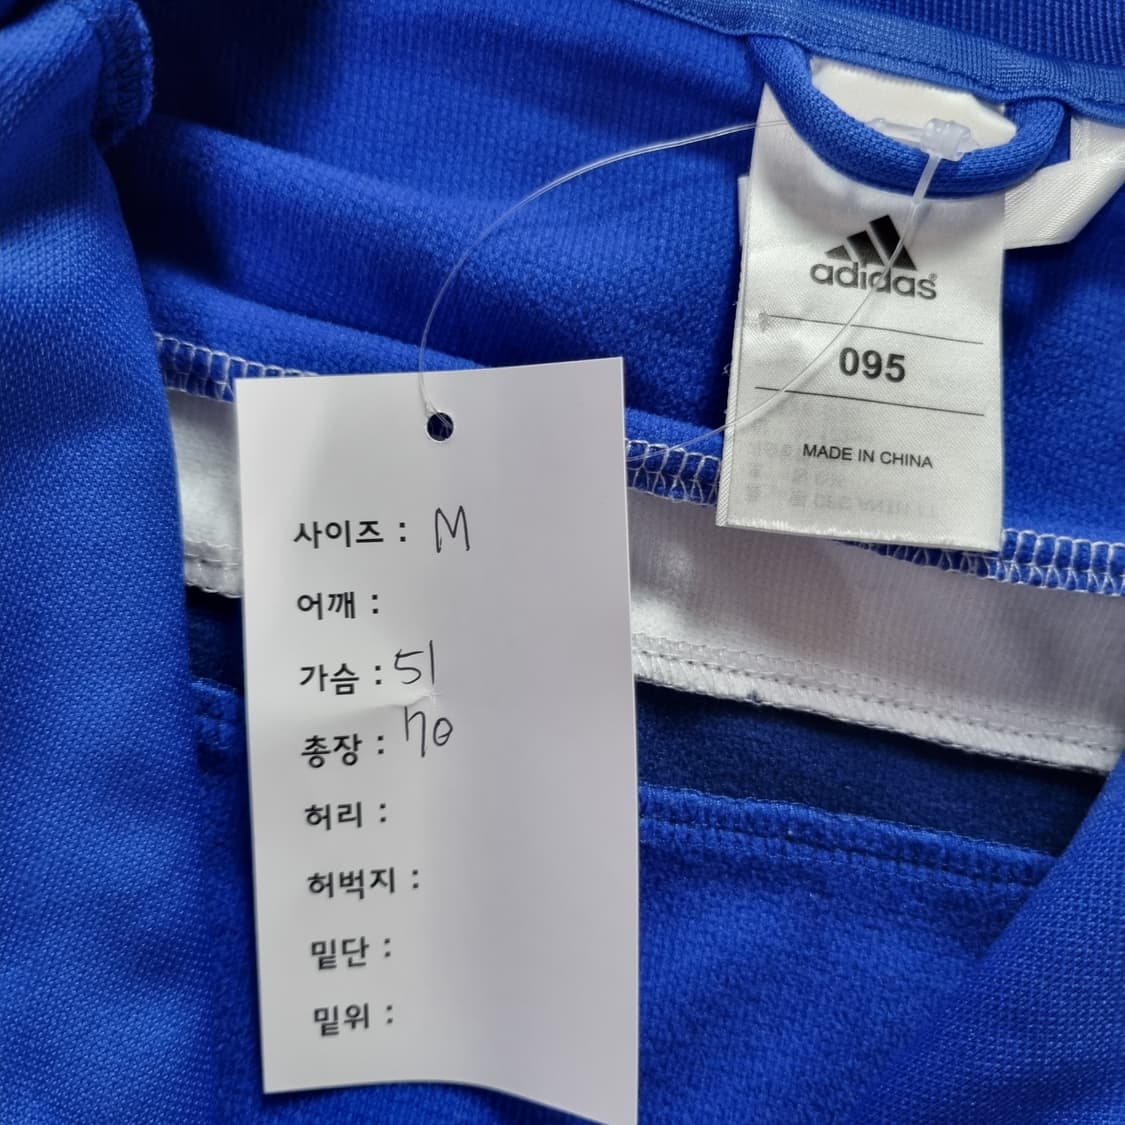 adidas
095
MADE IN CHINA
사이즈 : M
어깨 :
가슴 : 51
총장 : 70
허리 :
허벅지 :
밑단 :
밑위 :